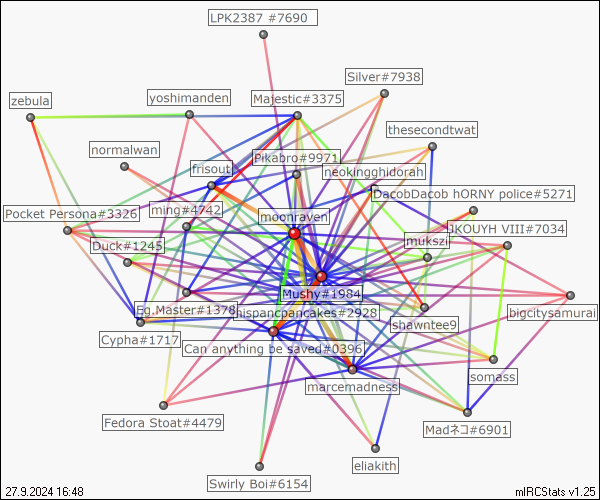 LPK2387 #7690
Silver#7938
zebula
yoshimanden
Majestic#3375
thesecondtwat
normalwan
Pikabro#9971
frisout
neokingghidorah
DacobDacob hORNY police#5271
Pocket Persona#3326
ming#4742
moonraven
JKOUYH VIII#7034
mukszi
Duck#1245
Mushy#1984
Eg.Master#1378
hispancpancakes#2928
bigcitysamurai
shawntee9
Cypha#1717
Can anything be saved#0396
somass
marcemadness
Fedora Stoat#4479
Madネコ#6901
eliakith
Swirly Boi#6154
27.9.2024 16:48
mIRCStats v1.25